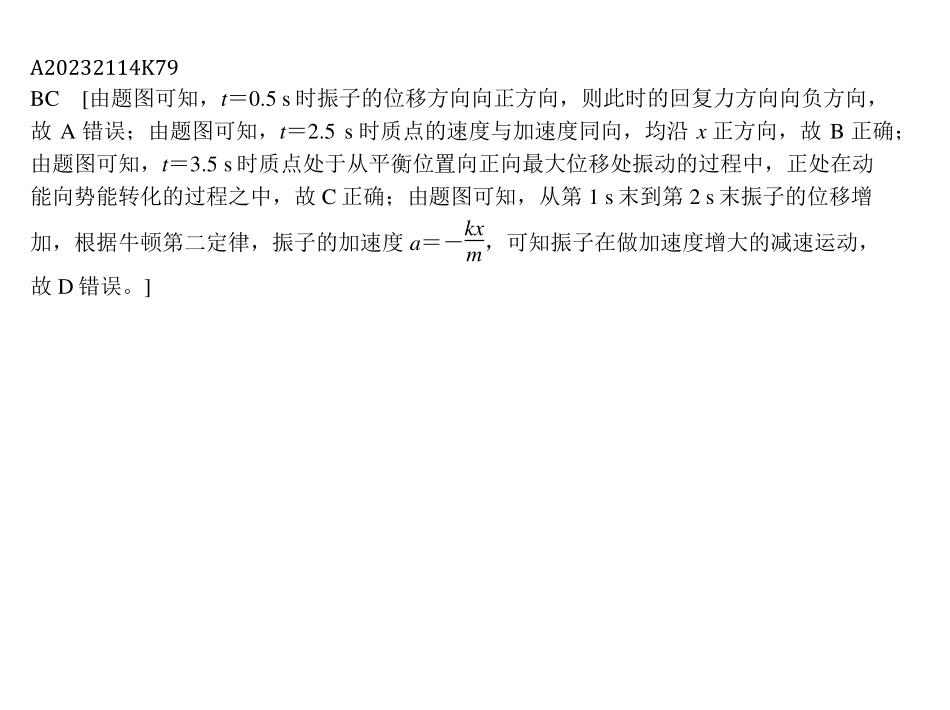 A20232114K79
BC [由题图可知，t＝0.5 s时振子的位移方向向正方向，则此时的回复力方向向负方向，
故 A 错误；由题图可知，t＝2.5 s 时质点的速度与加速度同向，均沿 x 正方向，故 B 正确；
由题图可知，t＝3.5 s时质点处于从平衡位置向正向最大位移处振动的过程中，正处在动
能向势能转化的过程之中，故 C 正确；由题图可知，从第 1 s 末到第 2 s 末振子的位移增
加，根据牛顿第二定律，振子的加速度 a＝－kx/m，可知振子在做加速度增大的减速运动，
故 D 错误。]